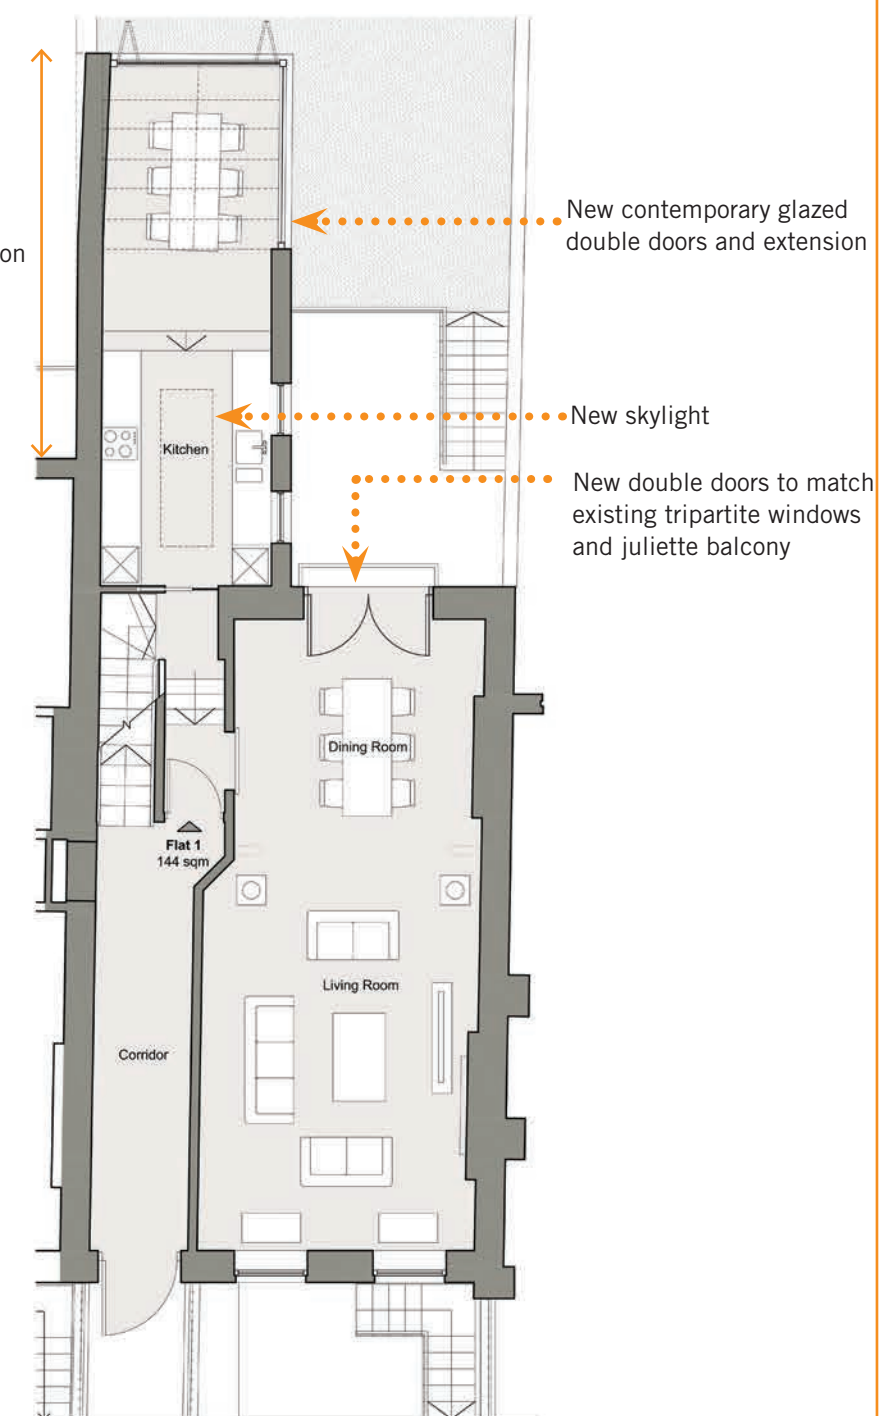 New contemporary glazed
double doors and extension
on
New skylight
Kitchen
New double doors to match
existing tripartite windows
and juliette balcony
N
Dining Room
Flat 1
144 sqm
Living Room
Corridor